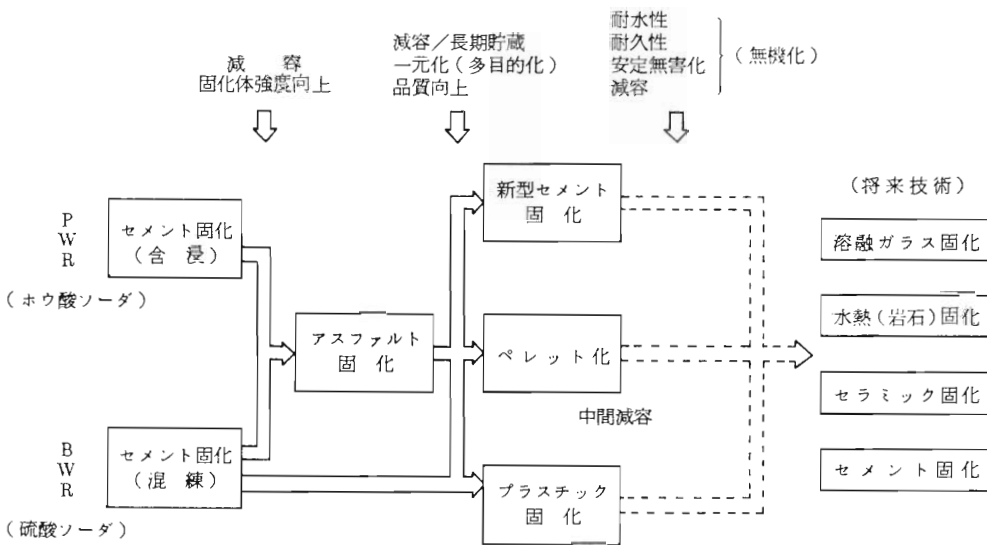 減　容
固化体強度向上
減容／長期貯蔵
一元化（多目的化）
品質向上
耐水性
耐久性
安定無害化
減容
（無機化）
PWR
セメント固化
（含　浸）
（ホウ酸ソーダ）
BWR
セメント固化
（混　練）
（硫酸ソーダ）
アスファルト
固　化
新型セメント
固　化
ペレット化
中間減容
プラスチック
固　化
（将来技術）
溶融ガラス固化
水熱（岩石）固化
セラミック固化
セメント固化